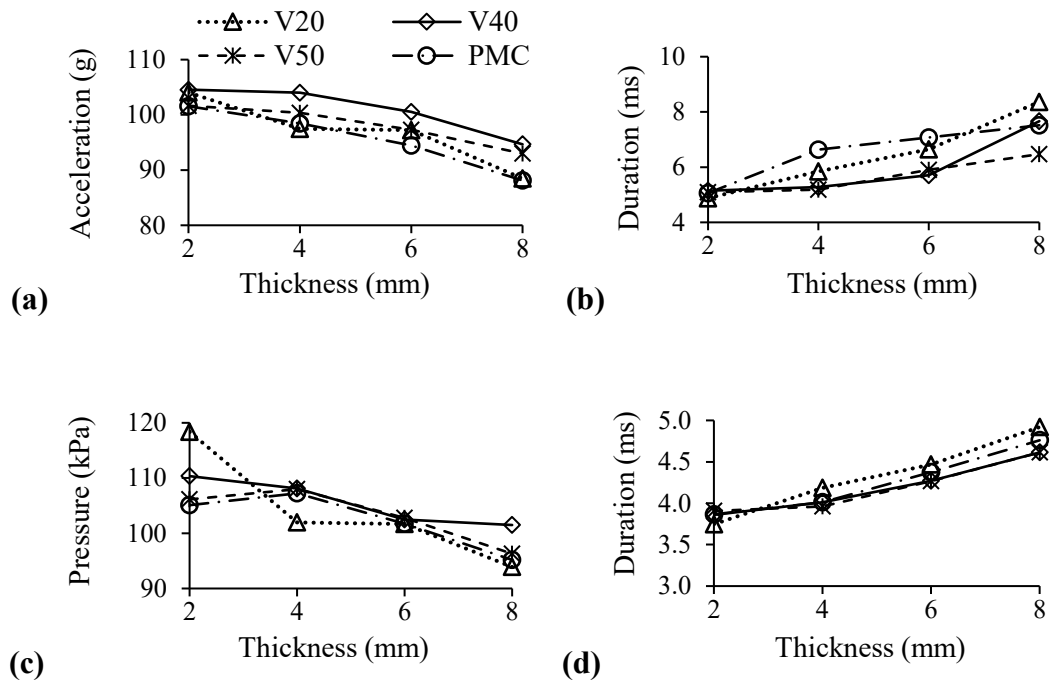 V20 V40
V50 PMC
Acceleration (g)
110
105
100
90
80
2 4 6 8
Thickness (mm)
(a)
Duration (ms)
10
8
6
4
2 4 6 8
Thickness (mm)
(b)
Pressure (kPa)
120
110
100
90
2 4 6 8
Thickness (mm)
(c)
Duration (ms)
5.0
4.5
4.0
3.5
3.0
2 4 6 8
Thickness (mm)
(d)